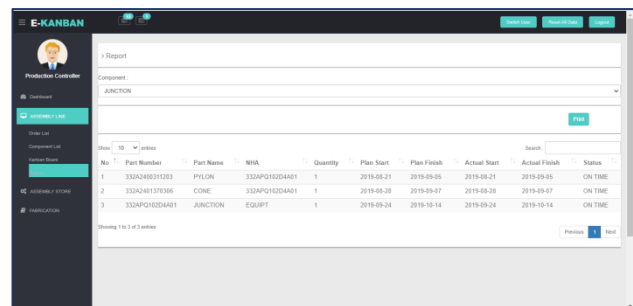 E-KANBAN
Switch User
Reset All Data
Logout
Production Controller
Dashboard
ASSEMBLY LINE
Order List
Component List
Kanban Board
ASSEMBLY STORE
FABRICATION
› Report
Component
JUNCTION
Print
Show 10 entries
Search:
No Part Number Part Name NHA Quantity Plan Start Plan Finish Actual Start Actual Finish Status
1 332A2400311203 PYLON 332APQ102D4A01 1 2019-08-21 2019-09-05 2019-08-21 2019-09-05 ON TIME
2 332A2401370306 CONE 332APQ102D4A01 1 2019-08-28 2019-09-07 2019-08-28 2019-09-07 ON TIME
3 332APQ102D4A01 JUNCTION EQUIPT 1 2019-09-24 2019-10-14 2019-09-24 2019-10-14 ON TIME
Showing 1 to 3 of 3 entries
Previous 1 Next